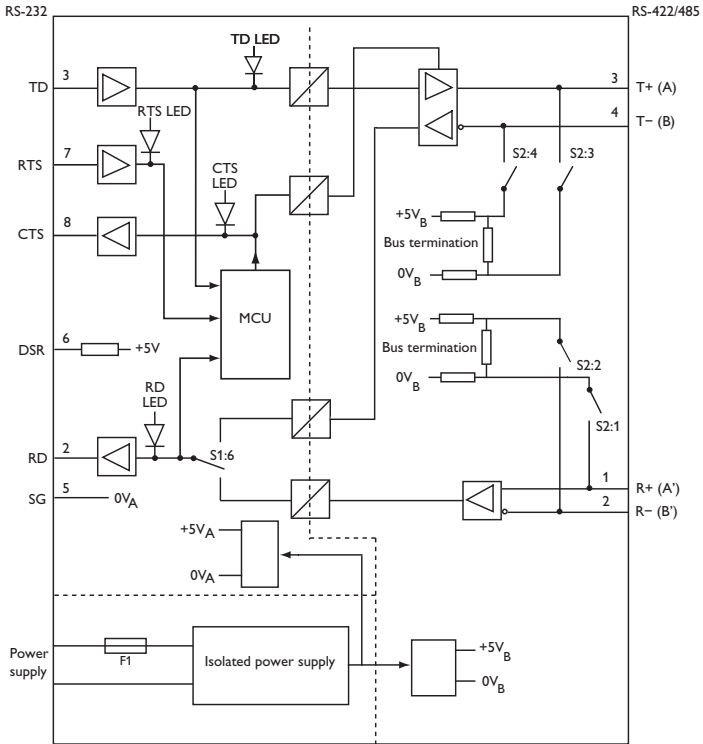 RS-232
RS-422/485
TD LED
TD
3
3
T+ (A)
RTS LED
4
T− (B)
RTS
7
S2:4
S2:3
CTS
LED
CTS
8
+5VB
Bus termination
0VB
MCU
+5VB
DSR
6
+5V
Bus termination
0VB
S2:2
RD
LED
S2:1
RD
2
S1:6
1
R+ (A')
SG
5
0VA
2
R− (B')
+5VA
0VA
Power
supply
F1
Isolated power supply
+5VB
0VB